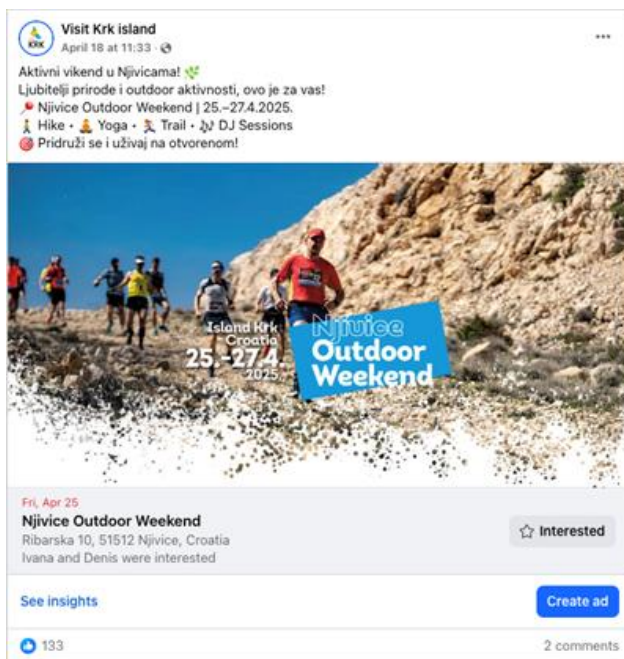 KRK
Visit Krk island
April 18 at 11:33 ·
Aktivni vikend u Njivicama! 🌿
Ljubitelji prirode i outdoor aktivnosti, ovo je za vas!
📍 Njivice Outdoor Weekend | 25.–27.4.2025.
🚶 Hike • 🧘 Yoga • 🏃 Trail • 🎶 DJ Sessions
🎯 Pridruži se i uživaj na otvorenom!
Island Krk
Croatia
25.–27.4.
2025
Njivice
Outdoor
Weekend
Fri, Apr 25
Njivice Outdoor Weekend
Ribarska 10, 51512 Njivice, Croatia
Ivana and Denis were interested
Interested
See insights
Create ad
133
2 comments